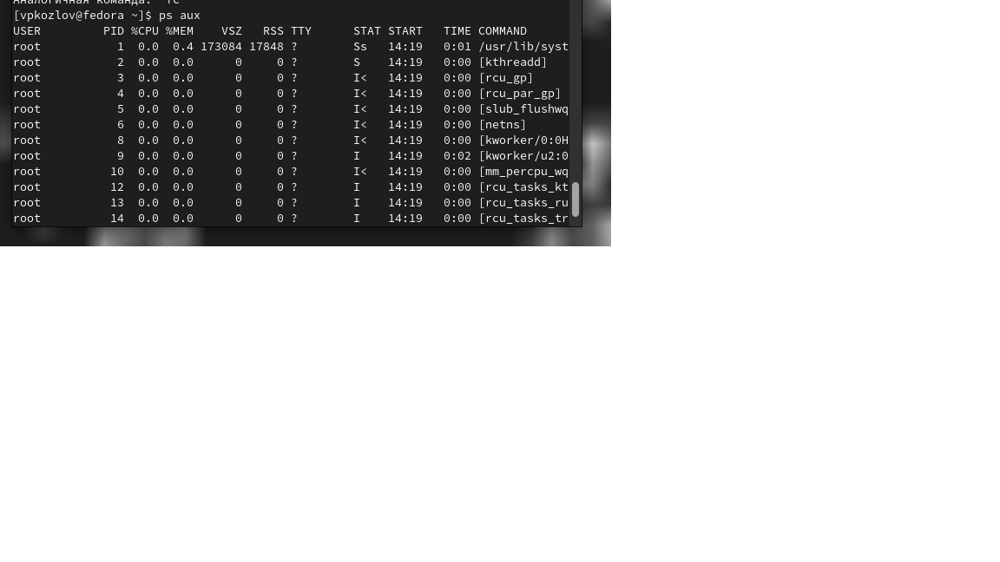 Аналогичная команда:
[vpkozlov@fedora ~]$ ps aux
USER PID %CPU %MEM VSZ RSS TTY STAT START TIME COMMAND
root 1 0.0 0.4 173084 17848 ? Ss 14:19 0:01 /usr/lib/syst
root 2 0.0 0.0 0 0 ? S 14:19 0:00 [kthreadd]
root 3 0.0 0.0 0 0 ? I< 14:19 0:00 [rcu_gp]
root 4 0.0 0.0 0 0 ? I< 14:19 0:00 [rcu_par_gp]
root 5 0.0 0.0 0 0 ? I< 14:19 0:00 [slub_flushwq
root 6 0.0 0.0 0 0 ? I< 14:19 0:00 [netns]
root 8 0.0 0.0 0 0 ? I< 14:19 0:00 [kworker/0:0H
root 9 0.0 0.0 0 0 ? I 14:19 0:02 [kworker/u2:0
root 10 0.0 0.0 0 0 ? I< 14:19 0:00 [mm_percpu_wq
root 12 0.0 0.0 0 0 ? I 14:19 0:00 [rcu_tasks_kt
root 13 0.0 0.0 0 0 ? I 14:19 0:00 [rcu_tasks_ru
root 14 0.0 0.0 0 0 ? I 14:19 0:00 [rcu_tasks_tr